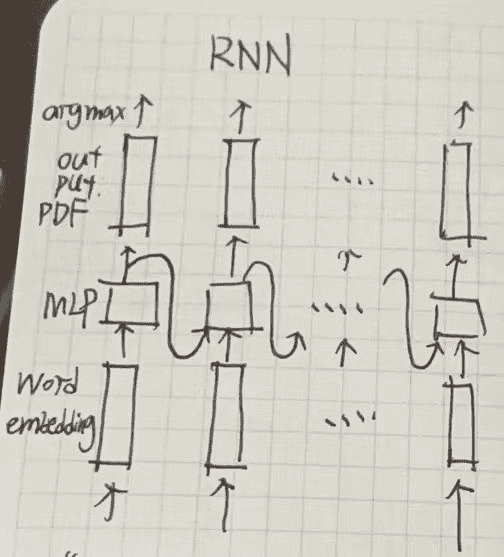 RNN
argmax
out
put.
PDF
.....
MLP
.....
Word
embedding
.....